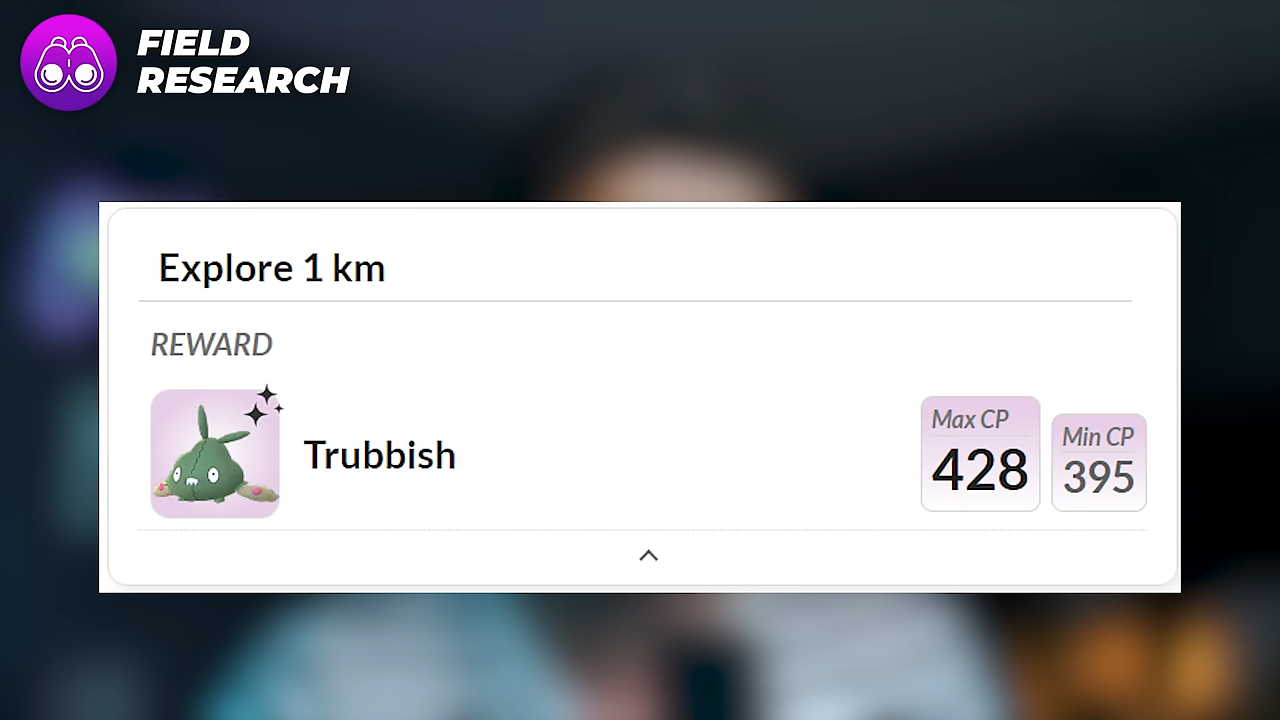 FIELD
RESEARCH
Explore 1 km
REWARD
Trubbish
Max CP
428
Min CP
395